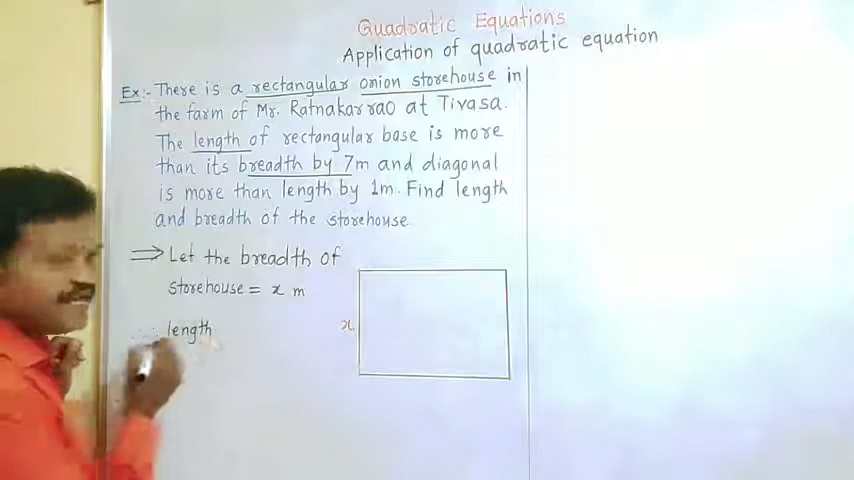 Quadratic Equations
Application of quadratic equation
Ex:- There is a rectangular onion storehouse in
the farm of Mr. Ratnakarrao at Tivasa.
The length of rectangular base is more
than its breadth by 7m and diagonal
is more than length by 1m. Find length
and breadth of the storehouse.
⇒ Let the breadth of
storehouse = x m
∴ length
x